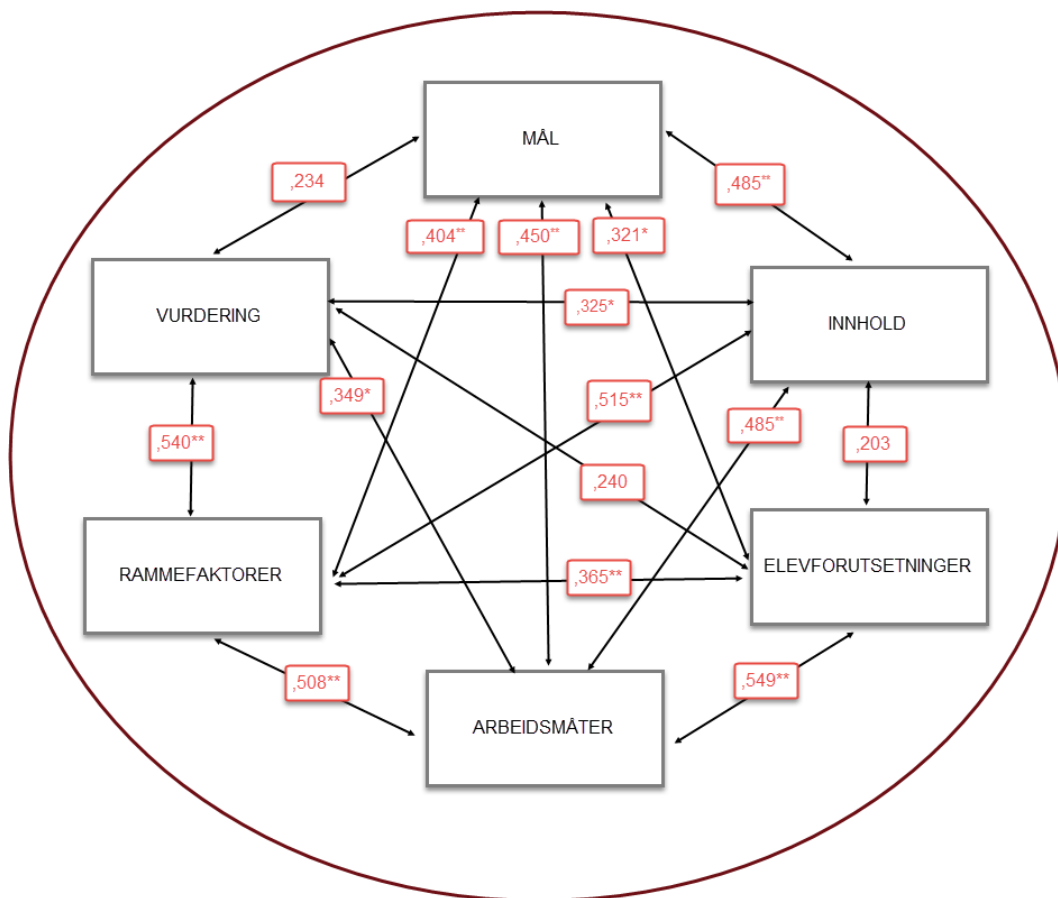 MÅL
,234
,485**
,404**
,450**
,321*
VURDERING
,325*
INNHOLD
,349*
,515**
,485**
,540**
,240
,203
RAMMEFAKTORER
,365**
ELEVFORUTSETNINGER
,508**
,549**
ARBEIDSMÅTER